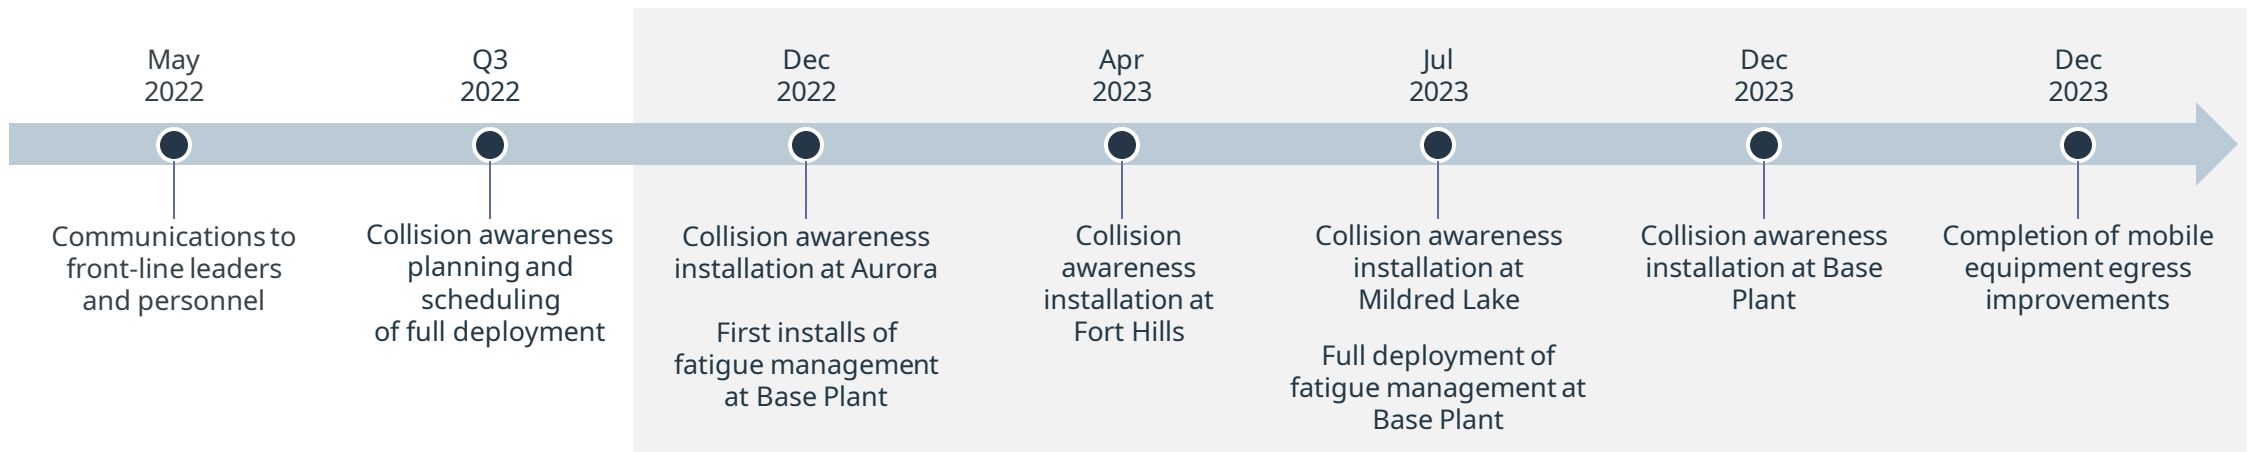 May
2022
Communications to
front-line leaders
and personnel
Q3
2022
Collision awareness
planning and
scheduling
of full deployment
Dec
2022
Collision awareness
installation at Aurora
First installs of
fatigue management
at Base Plant
Apr
2023
Collision
awareness
installation at
Fort Hills
Jul
2023
Collision awareness
installation at
Mildred Lake
Full deployment of
fatigue management at
Base Plant
Dec
2023
Collision awareness
installation at Base
Plant
Dec
2023
Completion of mobile
equipment egress
improvements